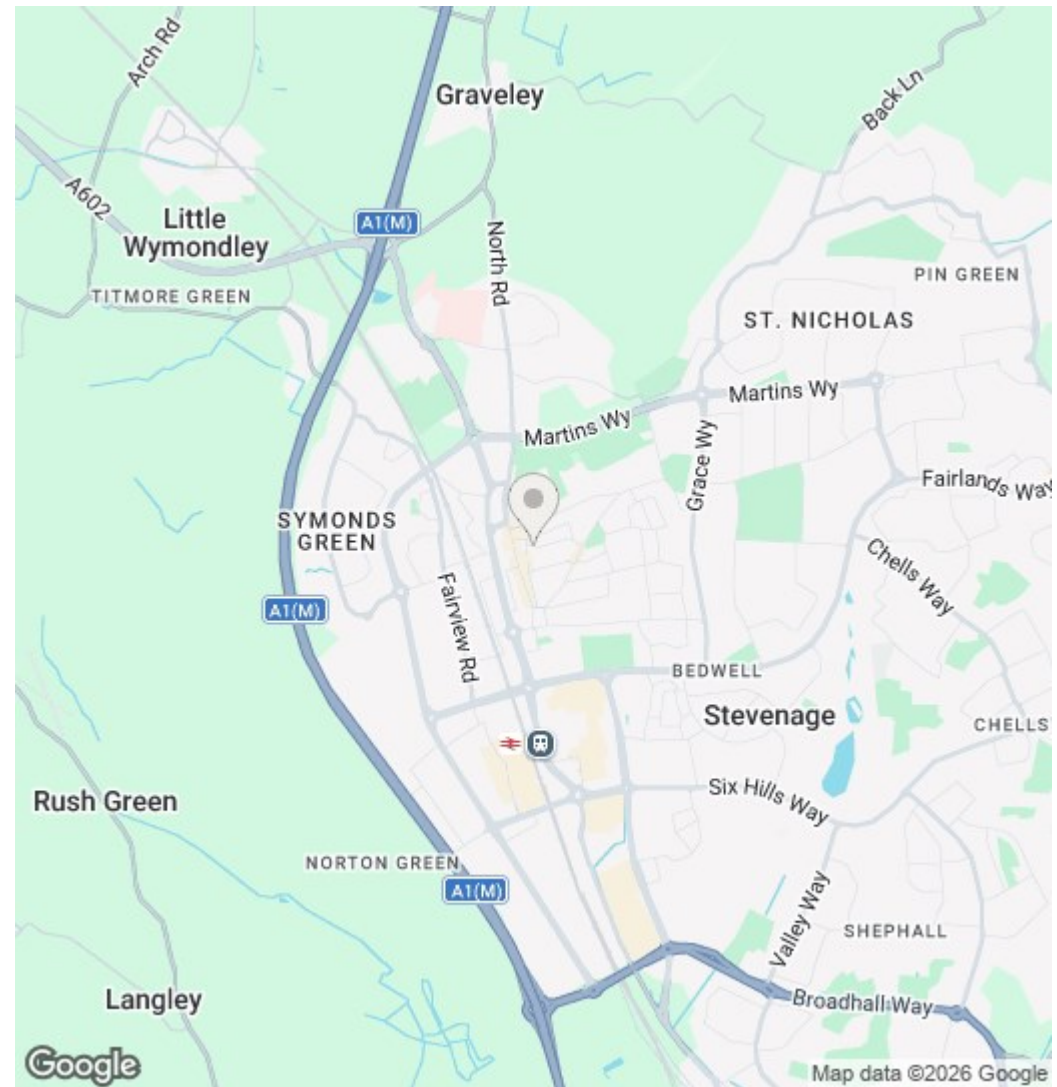 Arch Rd
Graveley
Back Ln
A602
Little
Wymondley
A1(M)
North Rd
PIN GREEN
TITMORE GREEN
ST. NICHOLAS
Martins Wy
Martins Wy
Grace Wy
Fairlands Way
SYMONDS
GREEN
Chells Way
Fairview Rd
A1(M)
BEDWELL
Stevenage
CHELLS
Six Hills Way
Rush Green
NORTON GREEN
A1(M)
Valley Way
SHEPHALL
Langley
Broadhall Way
Google
Map data ©2026 Google